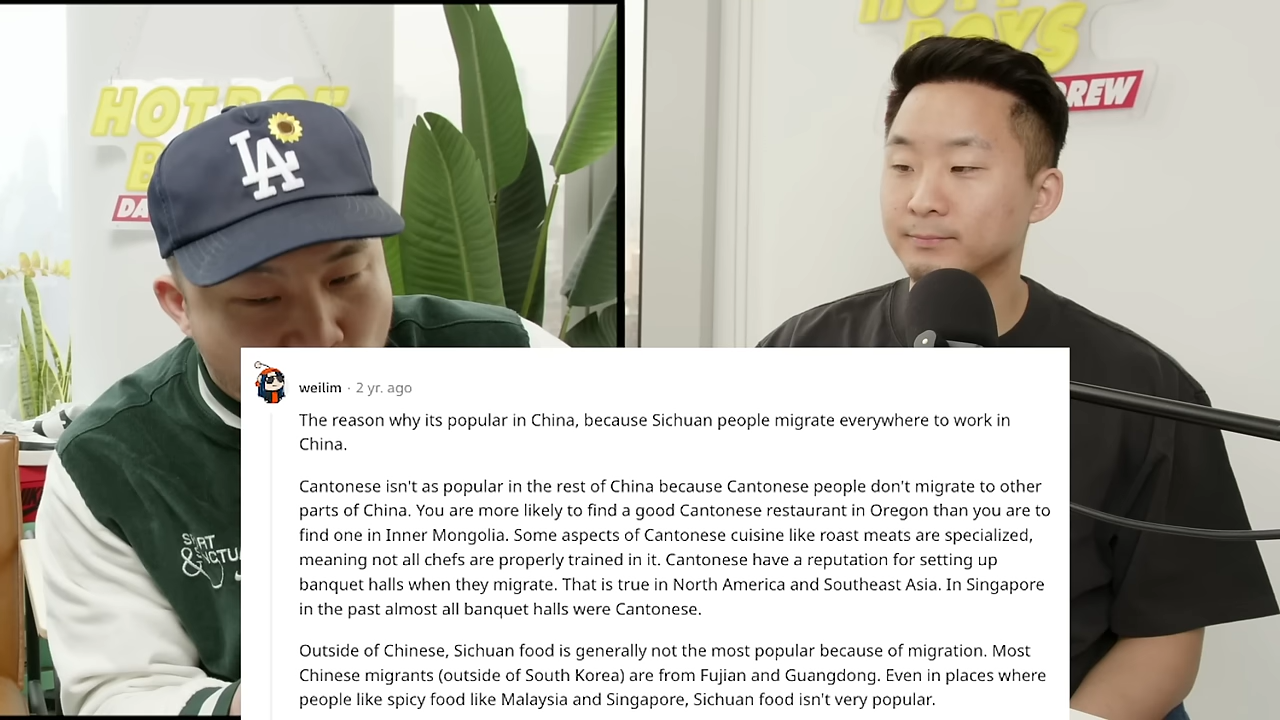 HOT BOY
B
DA
HOT
BOYS
DREW
LA
weilim · 2 yr. ago
The reason why its popular in China, because Sichuan people migrate everywhere to work in
China.
Cantonese isn't as popular in the rest of China because Cantonese people don't migrate to other
parts of China. You are more likely to find a good Cantonese restaurant in Oregon than you are to
find one in Inner Mongolia. Some aspects of Cantonese cuisine like roast meats are specialized,
meaning not all chefs are properly trained in it. Cantonese have a reputation for setting up
banquet halls when they migrate. That is true in North America and Southeast Asia. In Singapore
in the past almost all banquet halls were Cantonese.
Outside of Chinese, Sichuan food is generally not the most popular because of migration. Most
Chinese migrants (outside of South Korea) are from Fujian and Guangdong. Even in places where
people like spicy food like Malaysia and Singapore, Sichuan food isn't very popular.